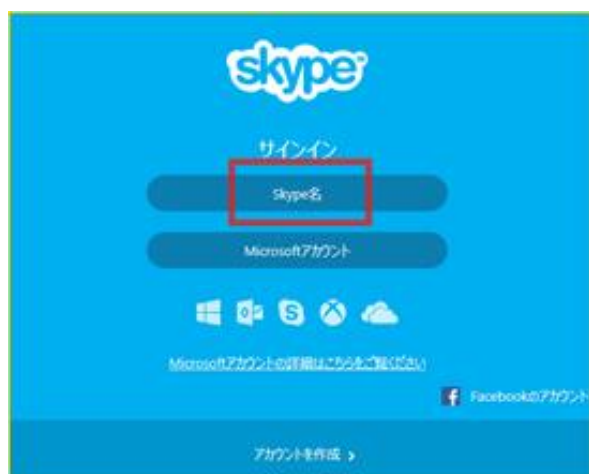 skype
サインイン
Skype名
Microsoftアカウント
Microsoftアカウントの詳細はこちらをご覧ください
Facebookのアカウント
アカウントを作成 >